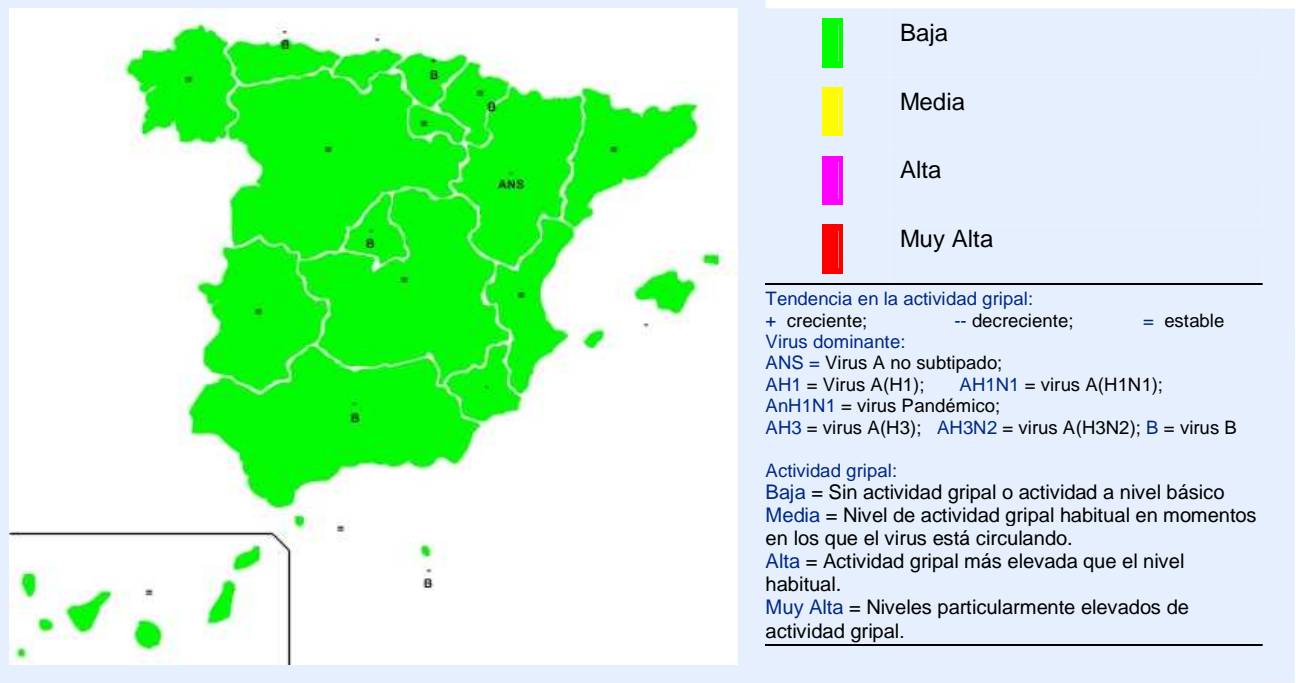 -
B
-
-
B
=
=
B
=
=
=
-
ANS
-
B
=
=
=
-
-
-
B
=
-
B
=
Baja
Media
Alta
Muy Alta
Tendencia en la actividad gripal:
+ creciente; -- decreciente; = estable
Virus dominante:
ANS = Virus A no subtipado;
AH1 = Virus A(H1); AH1N1 = virus A(H1N1);
AnH1N1 = virus Pandémico;
AH3 = virus A(H3); AH3N2 = virus A(H3N2); B = virus B
Actividad gripal:
Baja = Sin actividad gripal o actividad a nivel básico
Media = Nivel de actividad gripal habitual en momentos
en los que el virus está circulando.
Alta = Actividad gripal más elevada que el nivel
habitual.
Muy Alta = Niveles particularmente elevados de
actividad gripal.